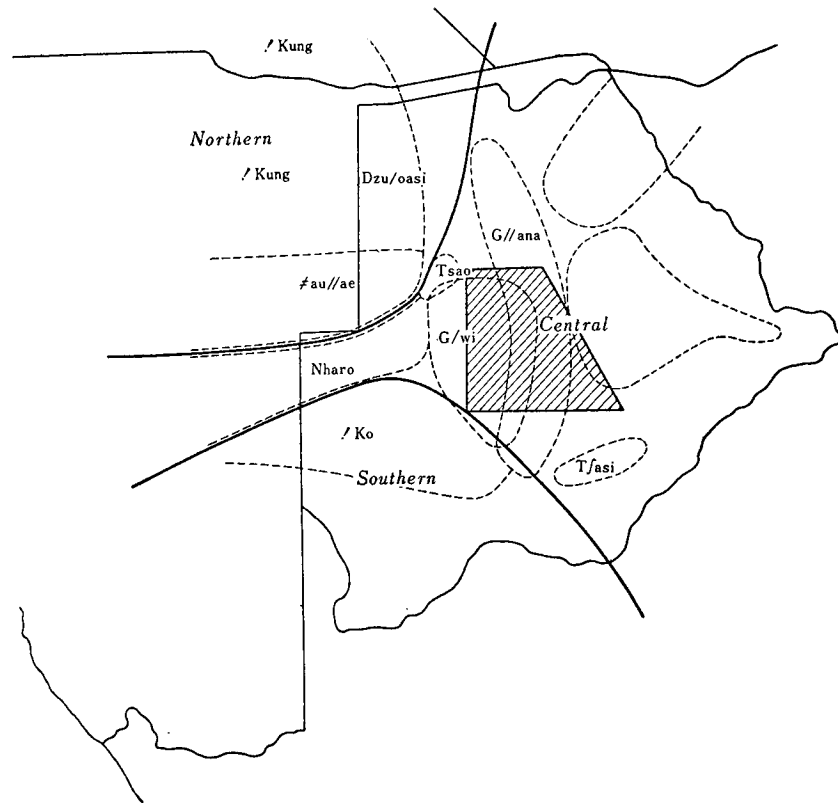 ! Kung
Northern
! Kung
Dzu/oasi
G//ana
Tsao
≠au//ae
Central
G/wi
Nharo
! Ko
Southern
Tʃasi